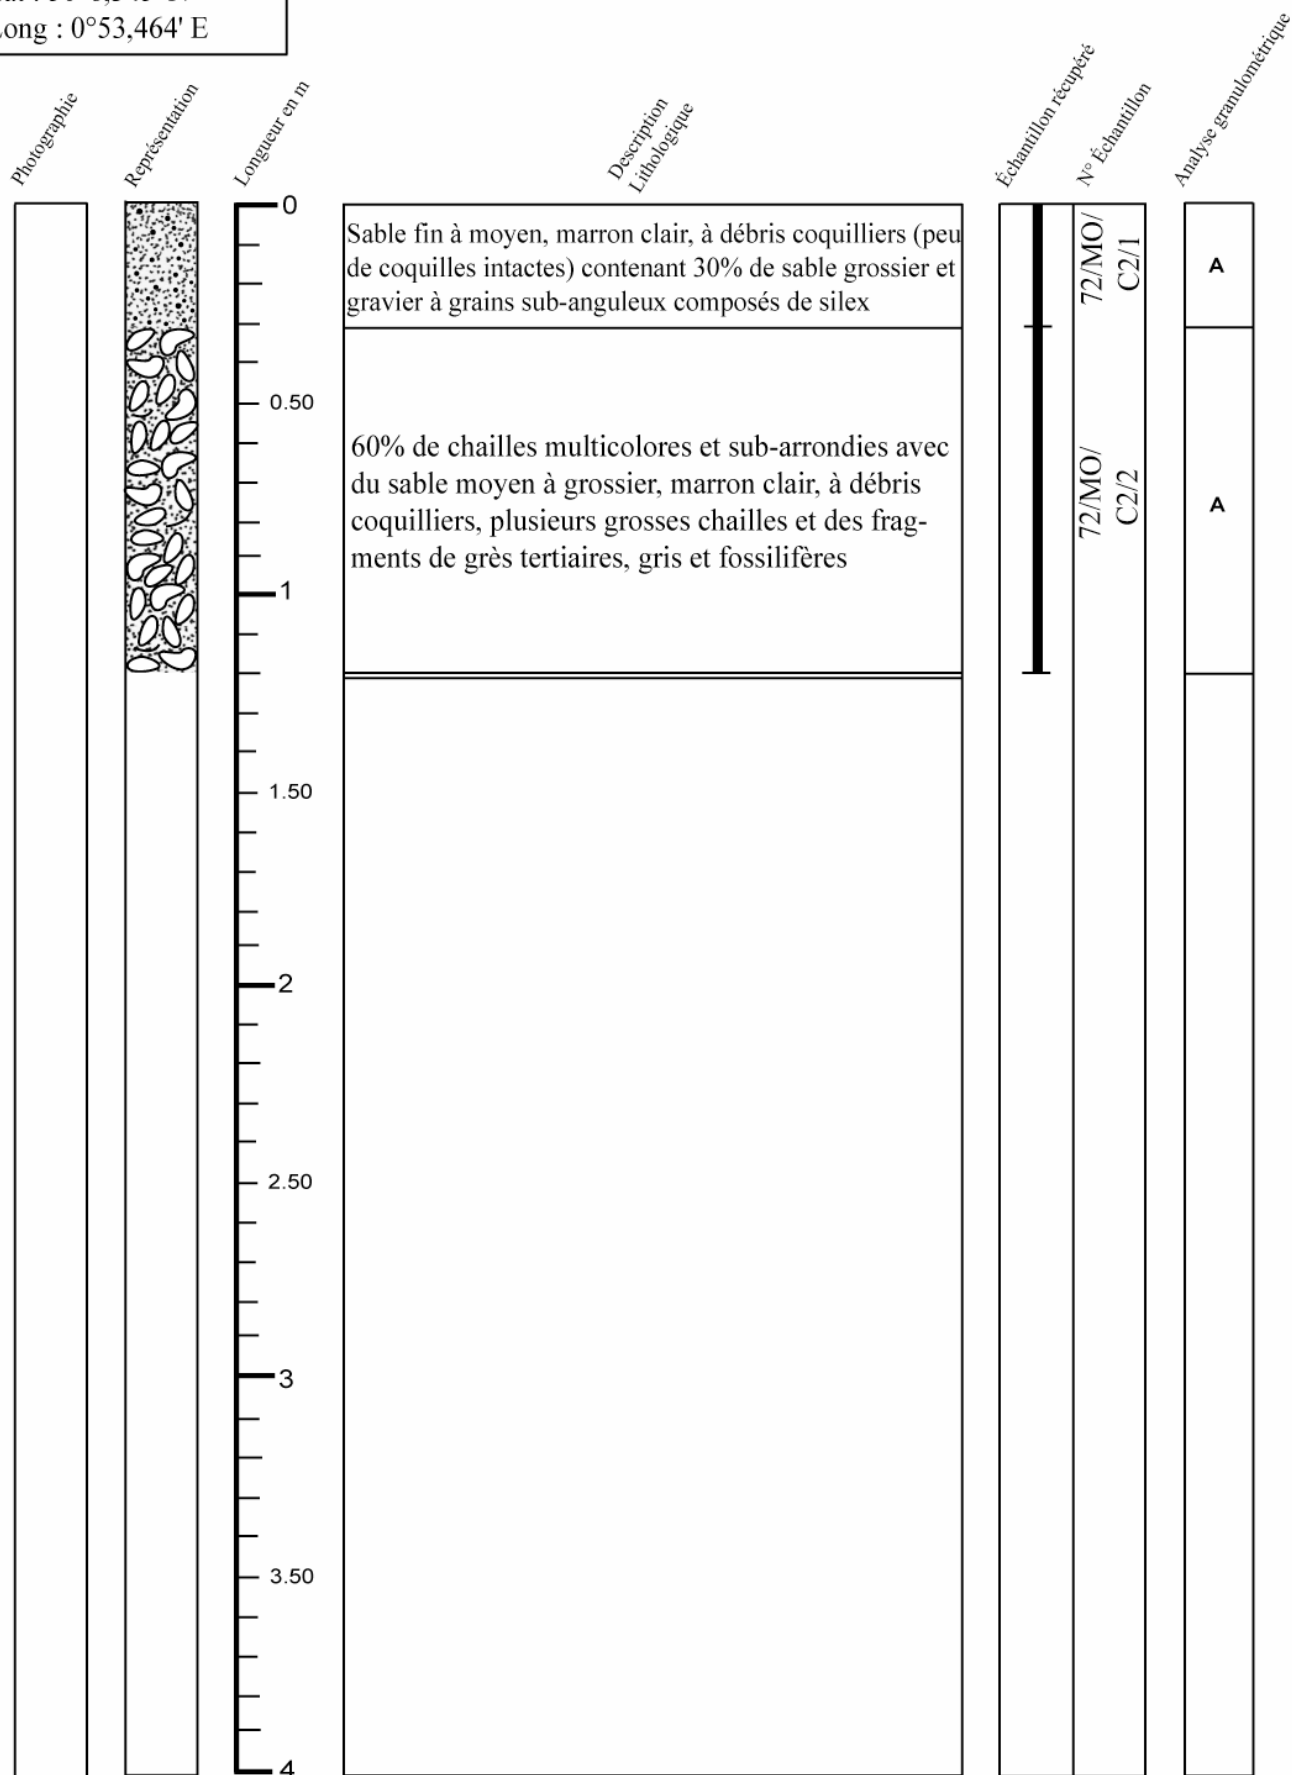 Long : 0°53,464' E
Photographie
Représentation
Longueur en m
Description
Lithologique
Échantillon récupéré
N° Échantillon
Analyse granulométrique
0
Sable fin à moyen, marron clair, à débris coquilliers (peu
de coquilles intactes) contenant 30% de sable grossier et
gravier à grains sub-anguleux composés de silex
72/MO/
C2/1
A
0.50
60% de chailles multicolores et sub-arrondies avec
du sable moyen à grossier, marron clair, à débris
coquilliers, plusieurs grosses chailles et des frag-
ments de grès tertiaires, gris et fossilifères
72/MO/
C2/2
A
1
1.50
2
2.50
3
3.50
4